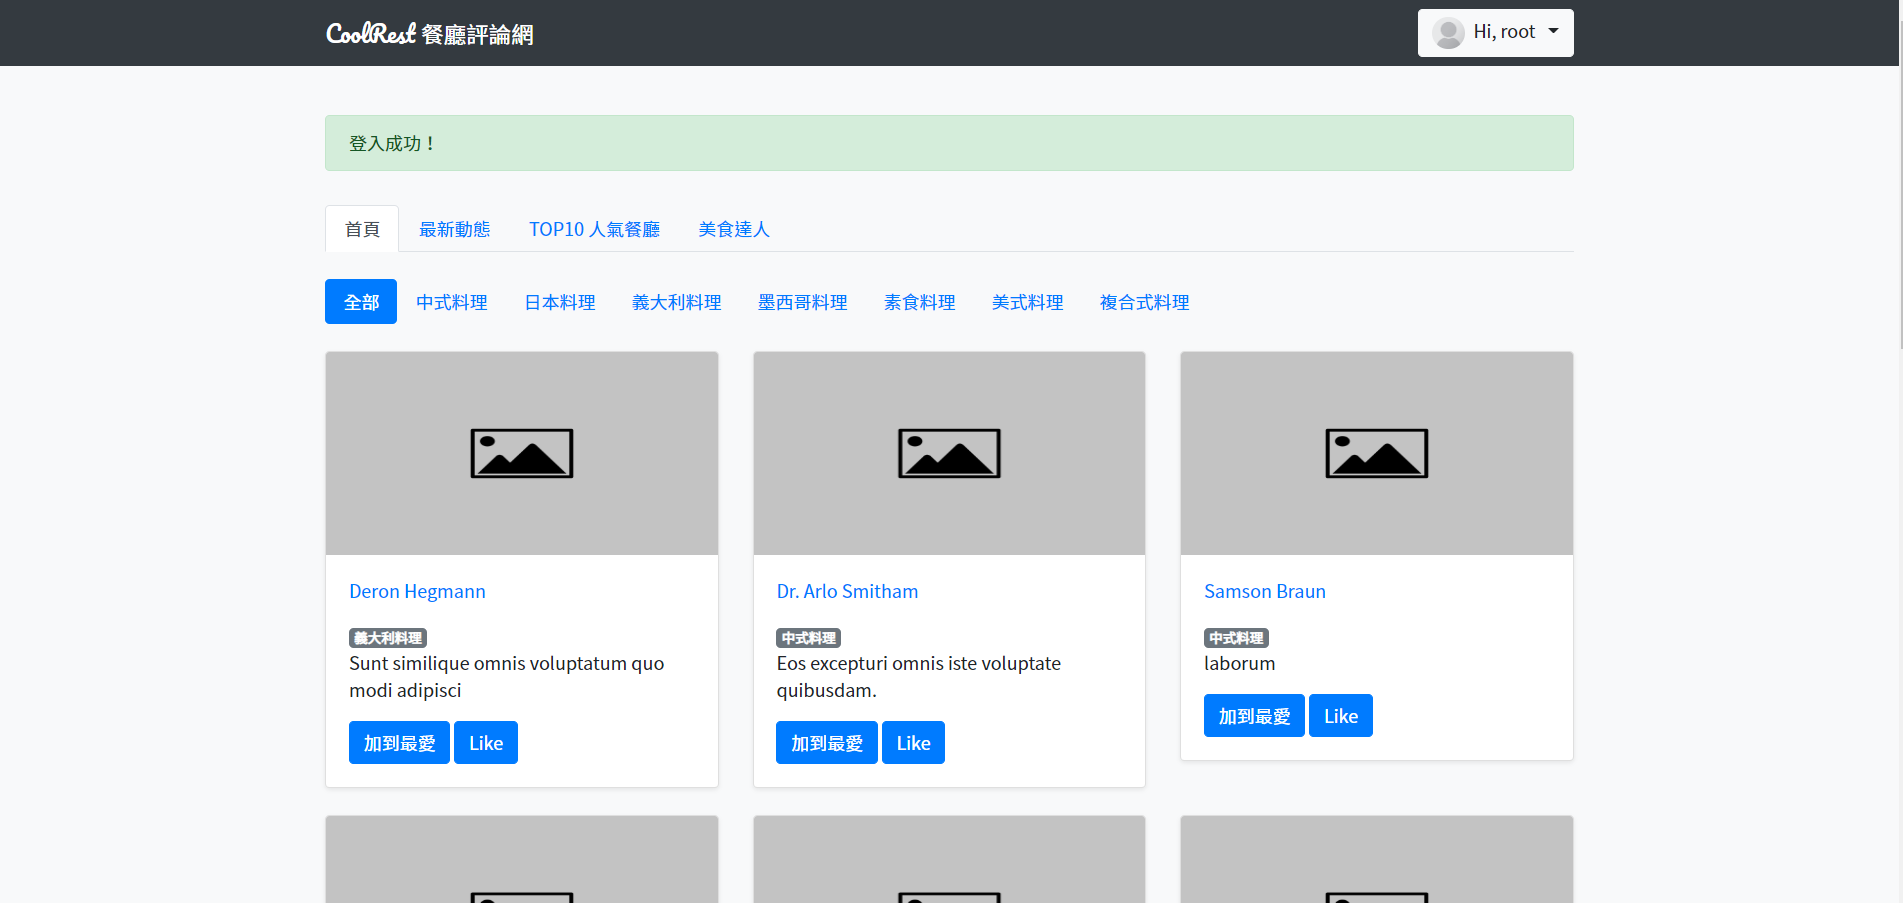 CoolRest 餐廳評論網
Hi, root
登入成功！
首頁 最新動態 TOP10 人氣餐廳 美食達人
全部 中式料理 日本料理 義大利料理 墨西哥料理 素食料理 美式料理 複合式料理
Deron Hegmann
義大利料理
Sunt similique omnis voluptatum quo
modi adipisci
加到最愛 Like
Dr. Arlo Smitham
中式料理
Eos excepturi omnis iste voluptate
quibusdam.
加到最愛 Like
Samson Braun
中式料理
laborum
加到最愛 Like